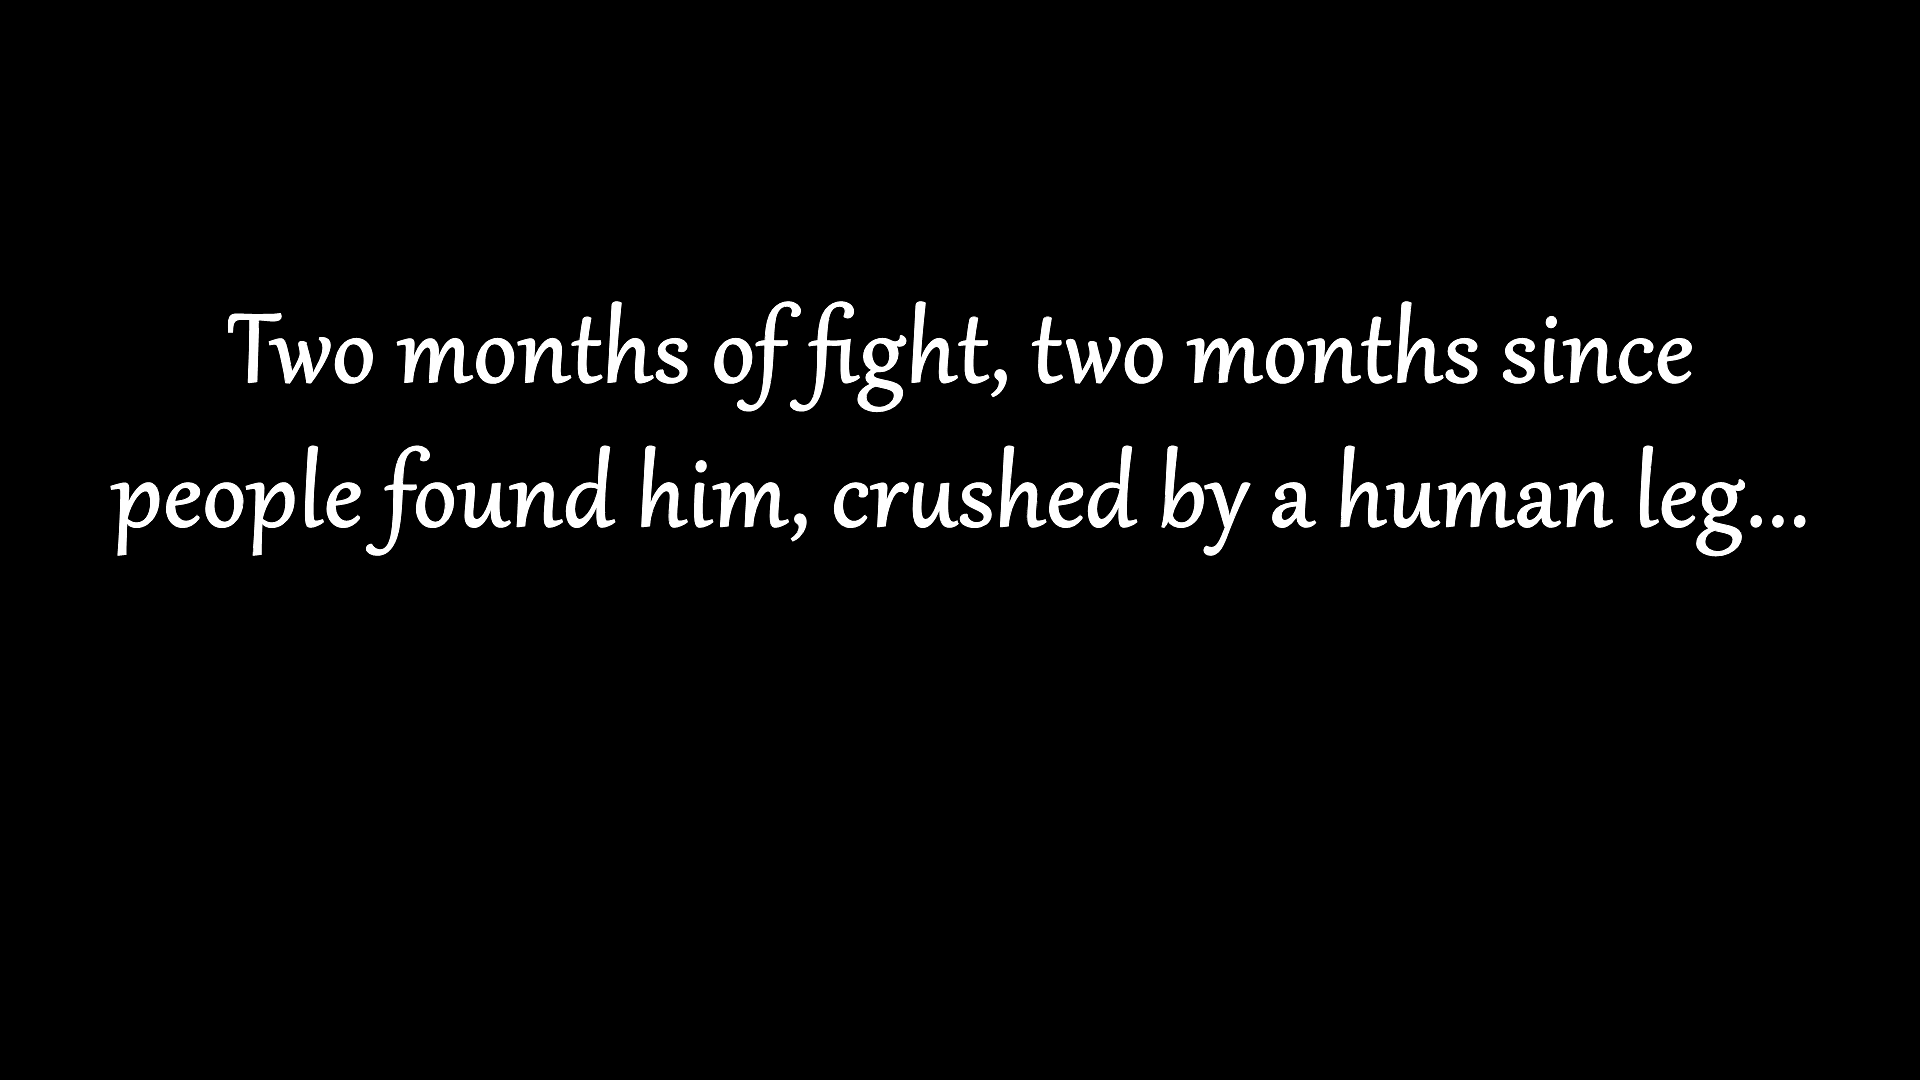 Two months of fight, two months since
people found him, crushed by a human leg...